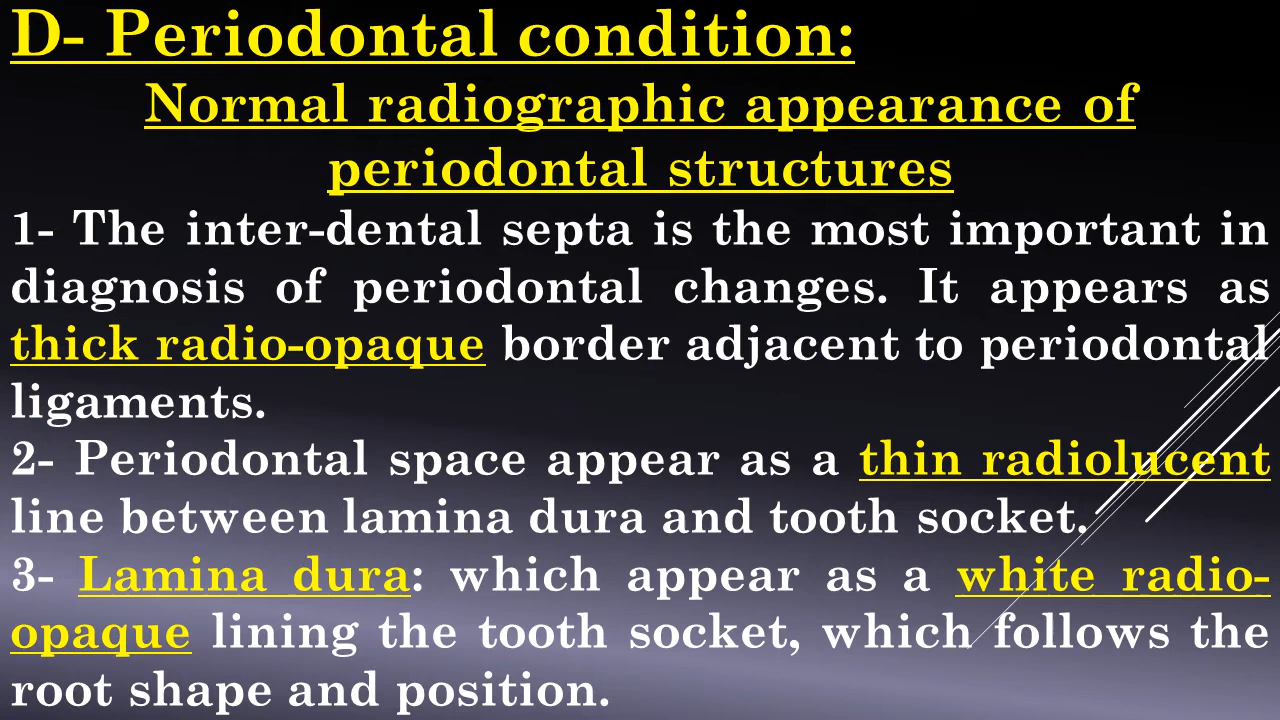 D- Periodontal condition:
Normal radiographic appearance of
periodontal structures
1- The inter-dental septa is the most important in
diagnosis of periodontal changes. It appears as
thick radio-opaque border adjacent to periodontal
ligaments.
2- Periodontal space appear as a thin radiolucent
line between lamina dura and tooth socket.
3- Lamina dura: which appear as a white radio-
opaque lining the tooth socket, which follows the
root shape and position.